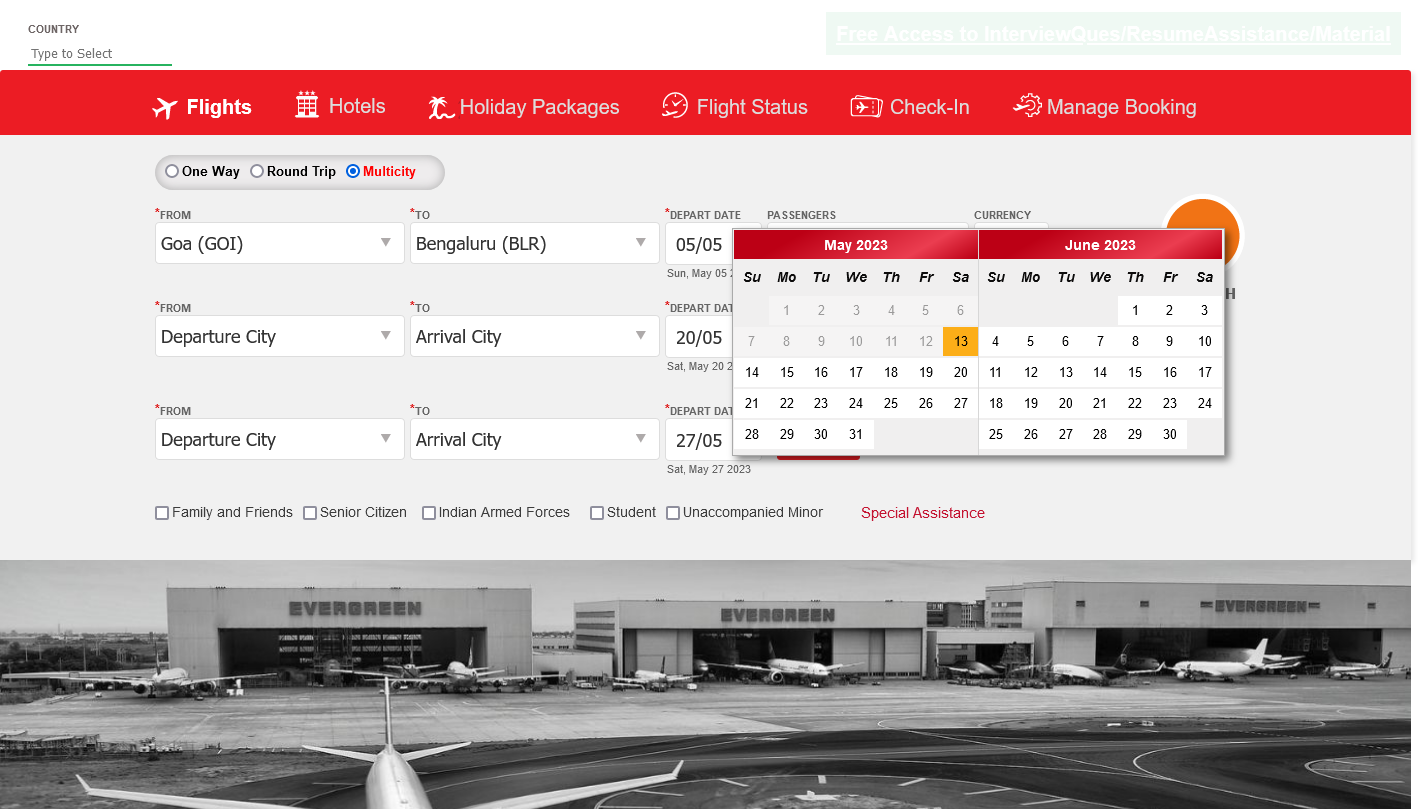 COUNTRY
Type to Select
Free Access to InterviewQues/ResumeAssistance/Material
Flights
Hotels
Holiday Packages
Flight Status
Check-In
Manage Booking
One Way
Round Trip
Multicity
*FROM
*TO
*DEPART DATE
PASSENGERS
CURRENCY
Goa (GOI)
Bengaluru (BLR)
05/05
Sun, May 05 2
H
May 2023
Su Mo Tu We Th Fr Sa
1 2 3 4 5 6
7 8 9 10 11 12 13
14 15 16 17 18 19 20
21 22 23 24 25 26 27
28 29 30 31
June 2023
Su Mo Tu We Th Fr Sa
1 2 3
4 5 6 7 8 9 10
11 12 13 14 15 16 17
18 19 20 21 22 23 24
25 26 27 28 29 30
*FROM
*TO
*DEPART DAT
Departure City
Arrival City
20/05
Sat, May 20 2
*FROM
*TO
*DEPART DAT
Departure City
Arrival City
27/05
Sat, May 27 2023
Family and Friends
Senior Citizen
Indian Armed Forces
Student
Unaccompanied Minor
Special Assistance
EVERGREEN
EVERGREEN
EVERGREEN